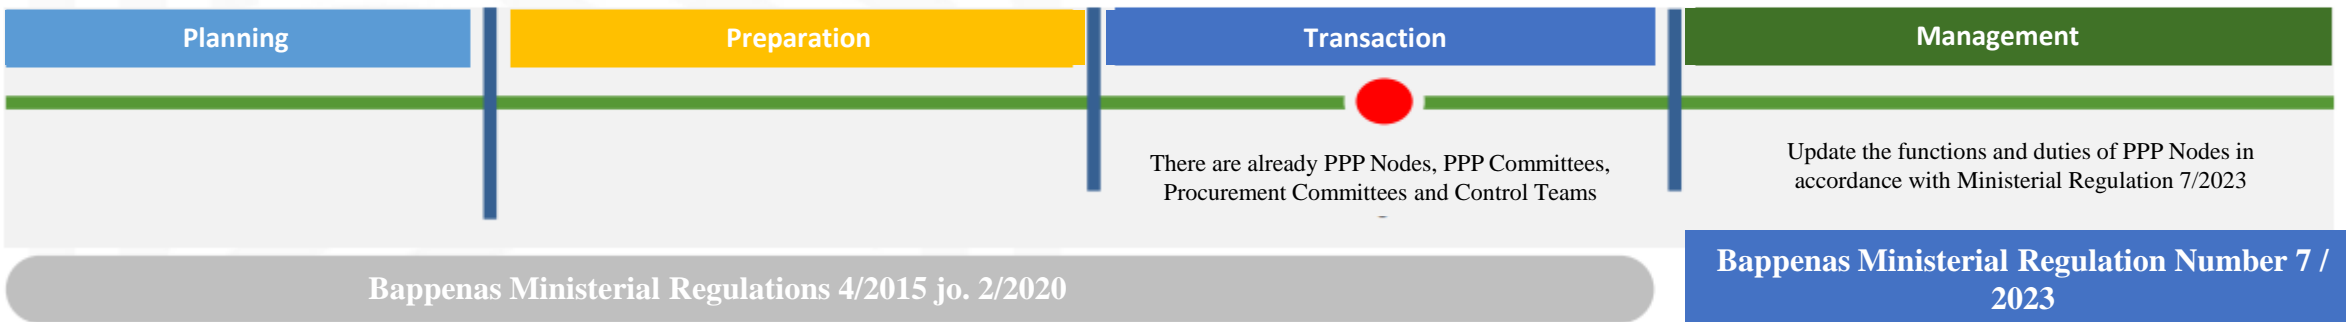 Planning
Preparation
Transaction
Management
There are already PPP Nodes, PPP Committees,
Procurement Committees and Control Teams
Update the functions and duties of PPP Nodes in
accordance with Ministerial Regulation 7/2023
Bappenas Ministerial Regulations 4/2015 jo. 2/2020
Bappenas Ministerial Regulation Number 7 /
2023